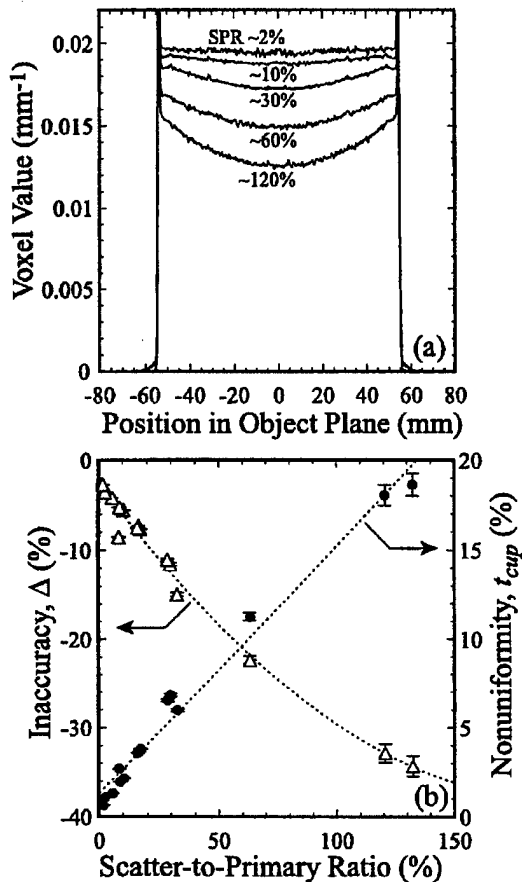 0.02
0.015
0.01
0.005
0
Voxel Value (mm-1)
SPR ~2%
~10%
~30%
~60%
~120%
(a)
-80 -60 -40 -20 0 20 40 60 80
Position in Object Plane (mm)
0
-10
-20
-30
-40
Inaccuracy, Δ (%)
20
15
10
5
0
Nonuniformity, tcup (%)
(b)
0 50 100 150
Scatter-to-Primary Ratio (%)